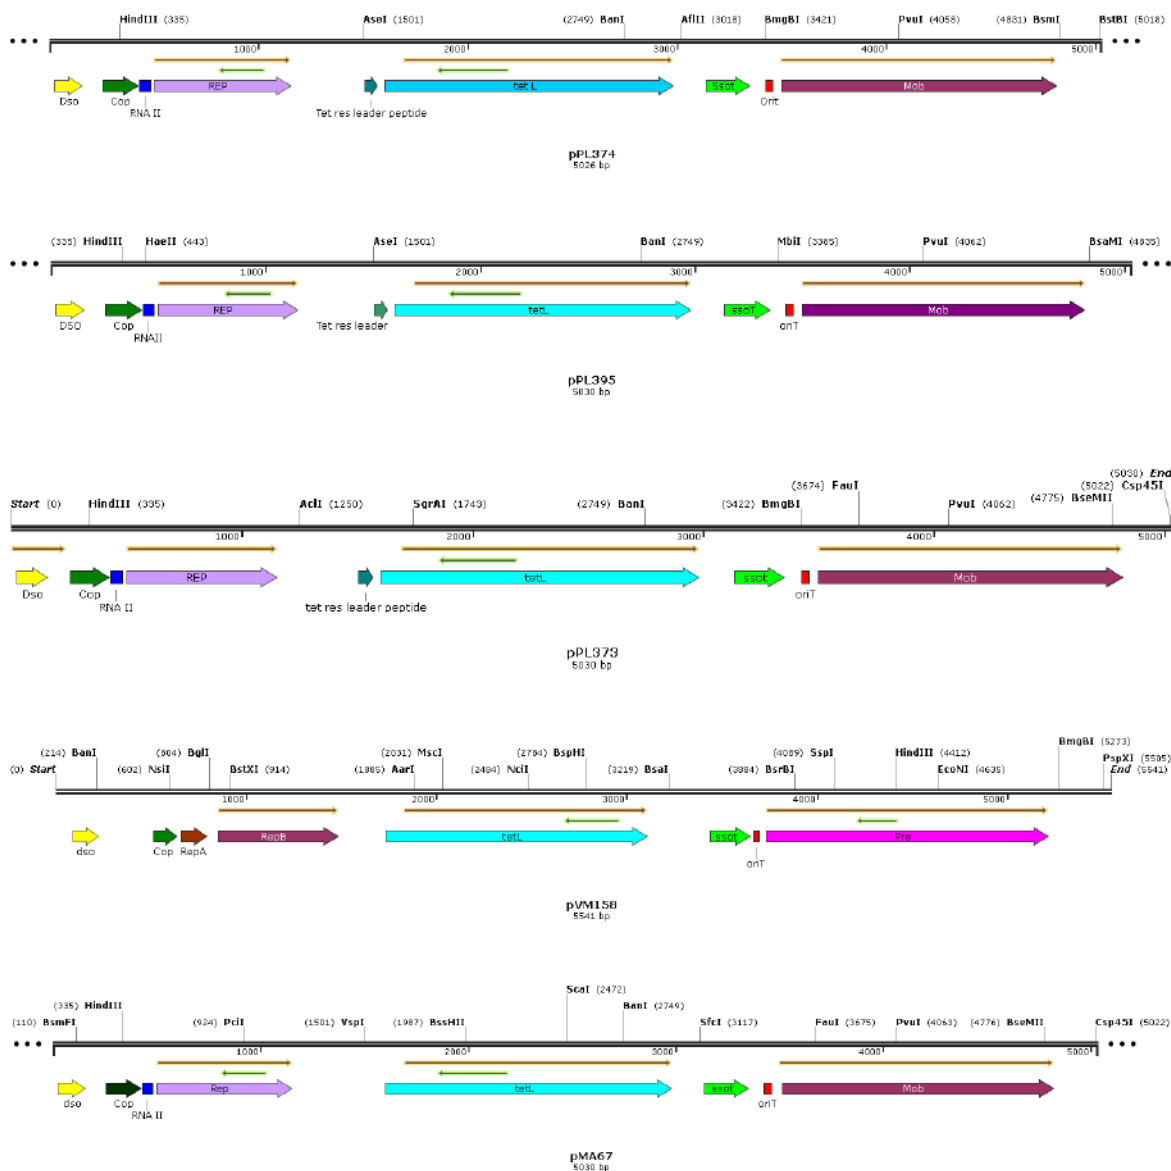 HindIII (335) AseI (1501) (2749) BanI AflII (3018) BmgBI (3421) PvuI (4058) (4831) BsmI BstBI (5018)
1000 2000 3000 4000 5000
REP tet L Mob
Dso Cop RNA II Tet res leader peptide Ssot Orit
pPL374
5026 bp
(335) HindIII HaeII (443) AseI (1501) BanI (2749) MbiI (3385) PvuI (4062) BsaMI (4835)
1000 2000 3000 4000 5000
REP tetL ssoT Mob
DSO Cop RNAII Tet res leader oriT
pPL395
5030 bp
(5030) End
(3674) FauI (5022) Csp45I
Start (0) HindIII (335) AclI (1250) SgrAI (1743) (2749) BanI (3422) BmgBI PvuI (4062) (4775) BseMII
1000 2000 3000 4000 5000
REP tetL ssot Mob
Dso Cop RNA II tet res leader peptide oriT
pPL373
5030 bp
BmgBI (5273)
(214) BanI (804) BglI (2031) MscI (2784) BspHI (4089) SspI HindIII (4412) PspXI (5505)
(0) Start (602) NsiI BstXI (914) (1885) AarI (2484) NciI (3219) BsaI (3884) BsrBI EcoNI (4635) End (5541)
1000 2000 3000 4000 5000
RepB tetL ssot Pre
dso Cop RepA oriT
pVM158
5541 bp
ScaI (2472)
(335) HindIII BanI (2749)
(110) BsmFI (924) PciI (1501) VspI (1987) BssHII SfcI (3117) FauI (3675) PvuI (4063) (4776) BseMII Csp45I (5022)
1000 2000 3000 4000 5000
Rep tetL ssot Mob
dso Cop RNA II oriT
pMA67
5030 bp